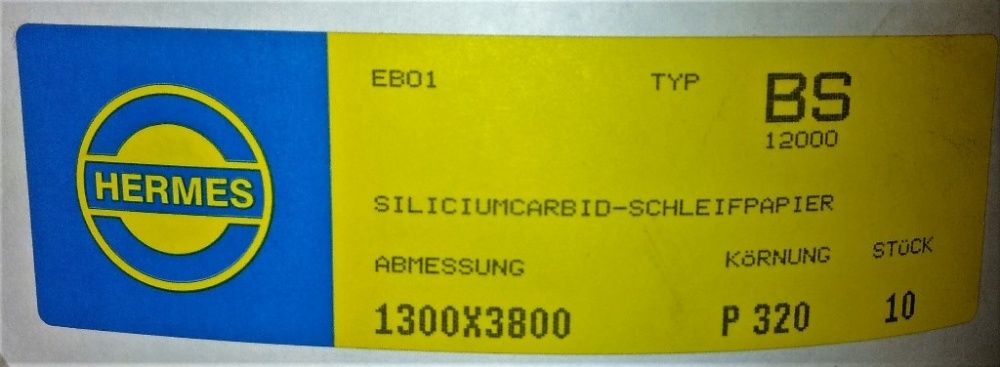 HERMES
EB01 TYP BS
12000
SILICIUMCARBID-SCHLEIFPAPIER
ABMESSUNG KöRNUNG STüCK
1300X3800 P 320 10